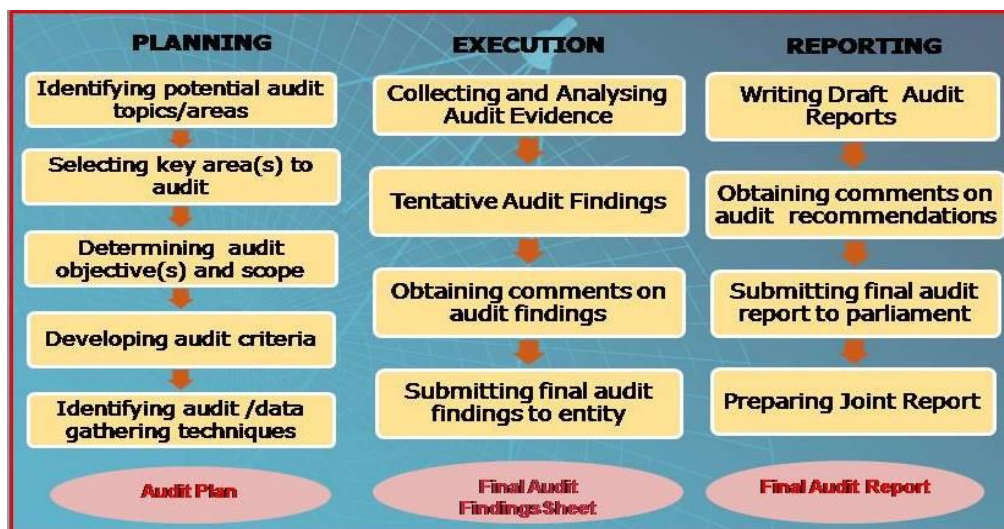 PLANNING
Identifying potential audit
topics/areas
Selecting key area(s) to
audit
Determining audit
objective(s) and scope
Developing audit criteria
Identifying audit /data
gathering techniques
Audit Plan
EXECUTION
Collecting and Analysing
Audit Evidence
Tentative Audit Findings
Obtaining comments on
audit findings
Submitting final audit
findings to entity
Final Audit
FindingsSheet
REPORTING
Writing Draft Audit
Reports
Obtaining comments on
audit recommendations
Submitting final audit
report to parliament
Preparing Joint Report
Final Audit Report